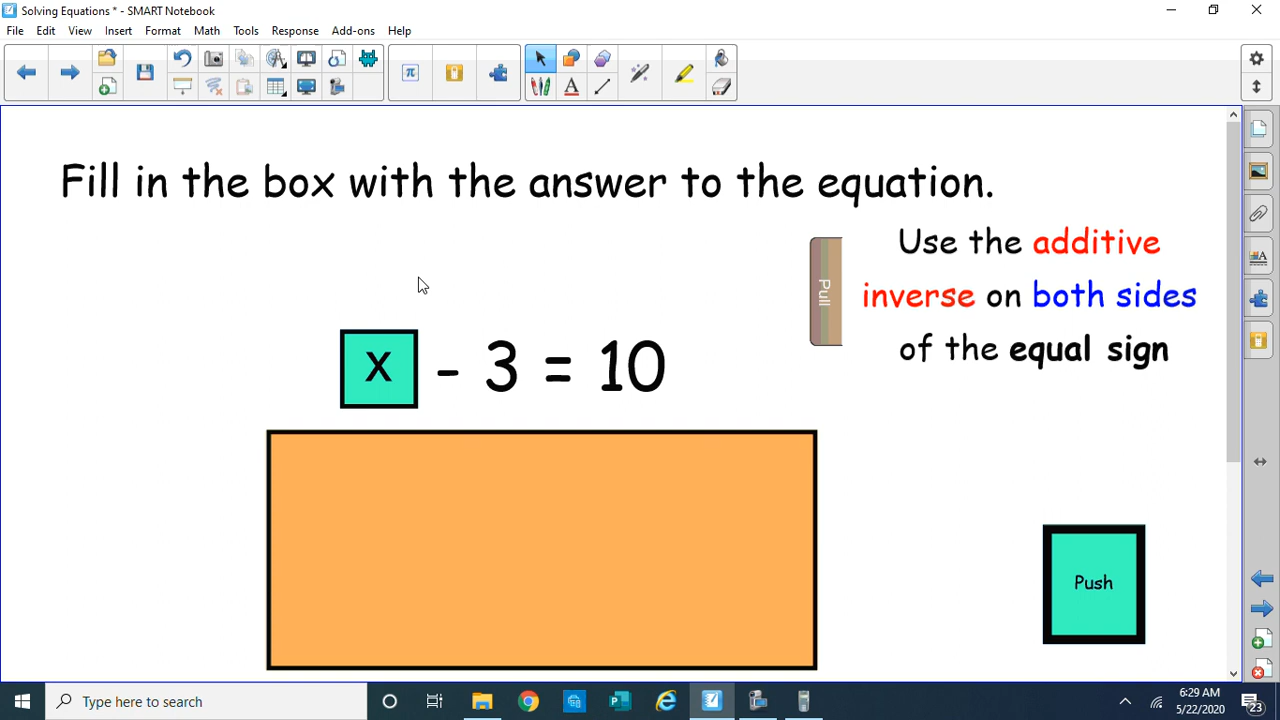 Solving Equations * - SMART Notebook
File Edit View Insert Format Math Tools Response Add-ons Help
Fill in the box with the answer to the equation.
Use the additive
inverse on both sides
of the equal sign
Pull
x - 3 = 10
Push
Type here to search
6:29 AM
5/22/2020
23